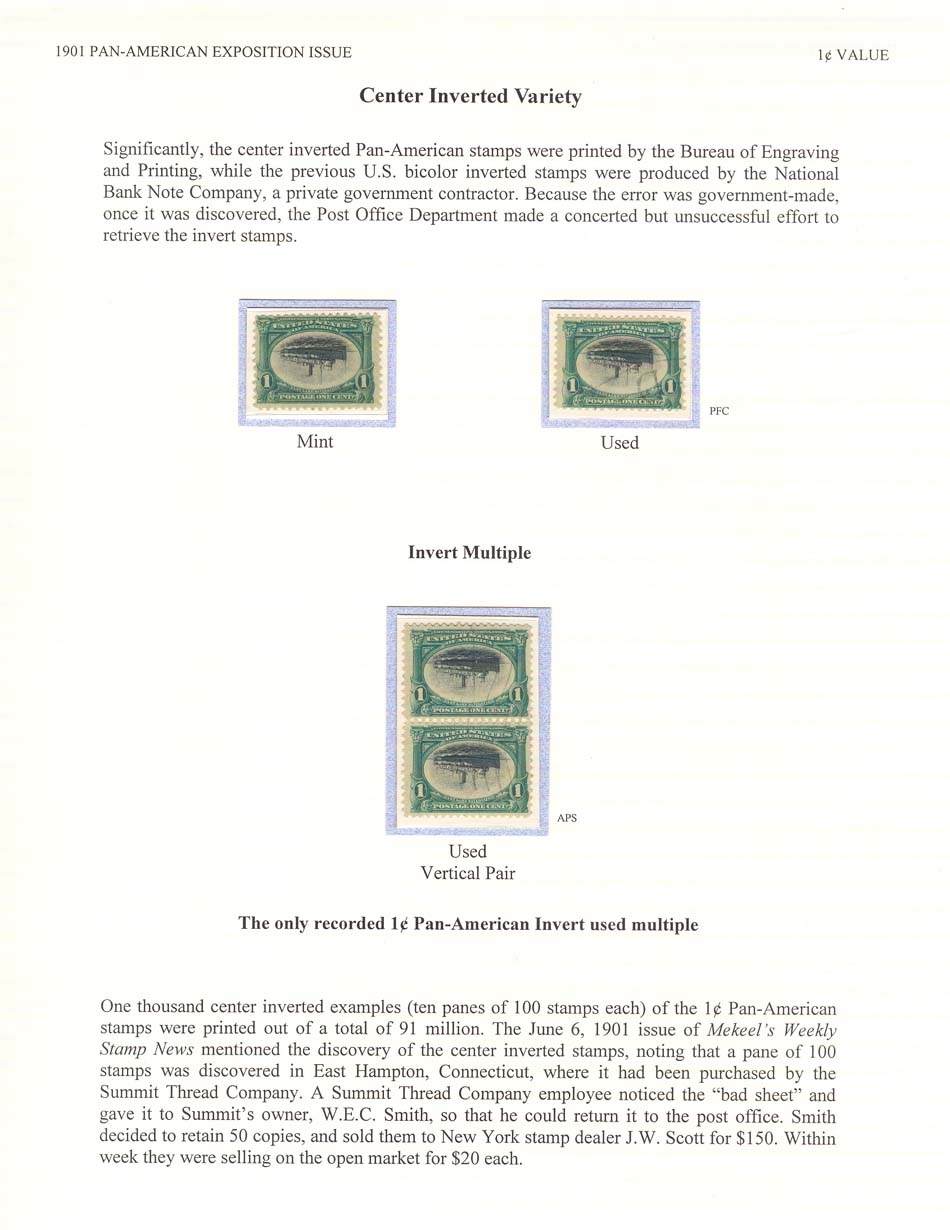 1901 PAN-AMERICAN EXPOSITION ISSUE
1¢ VALUE
Center Inverted Variety
Significantly, the center inverted Pan-American stamps were printed by the Bureau of Engraving
and Printing, while the previous U.S. bicolor inverted stamps were produced by the National
Bank Note Company, a private government contractor. Because the error was government-made,
once it was discovered, the Post Office Department made a concerted but unsuccessful effort to
retrieve the invert stamps.
UNITED STATES
OF AMERICA
1 1
POSTAGE ONE CENT
UNITED STATES
OF AMERICA
1 1
POSTAGE ONE CENT
PFC
Mint
Used
Invert Multiple
UNITED STATES
OF AMERICA
1 1
POSTAGE ONE CENT
UNITED STATES
OF AMERICA
1 1
POSTAGE ONE CENT
APS
Used
Vertical Pair
The only recorded 1¢ Pan-American Invert used multiple
One thousand center inverted examples (ten panes of 100 stamps each) of the 1¢ Pan-American
stamps were printed out of a total of 91 million. The June 6, 1901 issue of Mekeel's Weekly
Stamp News mentioned the discovery of the center inverted stamps, noting that a pane of 100
stamps was discovered in East Hampton, Connecticut, where it had been purchased by the
Summit Thread Company. A Summit Thread Company employee noticed the “bad sheet” and
gave it to Summit's owner, W.E.C. Smith, so that he could return it to the post office. Smith
decided to retain 50 copies, and sold them to New York stamp dealer J.W. Scott for $150. Within
week they were selling on the open market for $20 each.